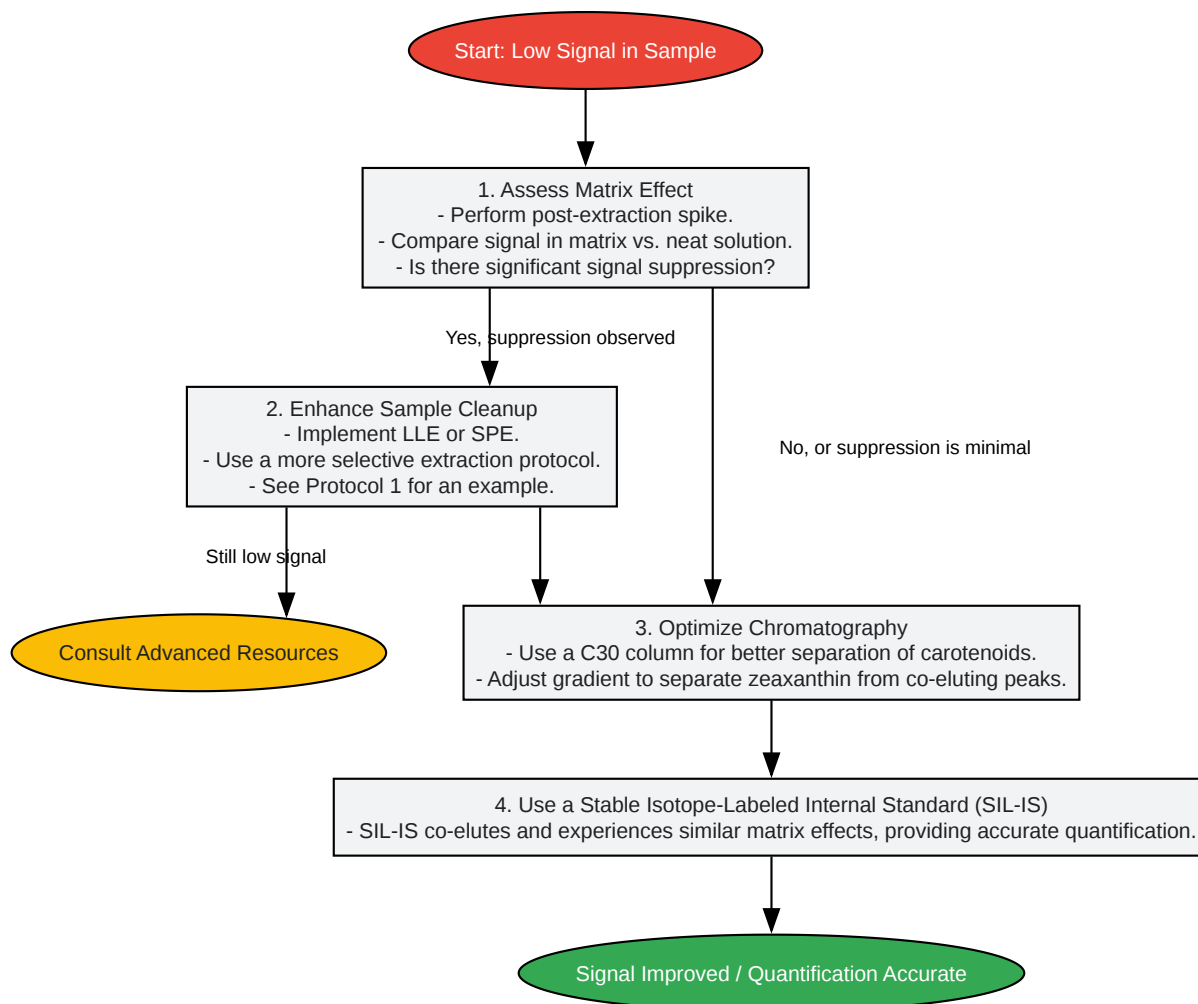 Start: Low Signal in Sample
1. Assess Matrix Effect
- Perform post-extraction spike.
- Compare signal in matrix vs. neat solution.
- Is there significant signal suppression?
Yes, suppression observed
2. Enhance Sample Cleanup
- Implement LLE or SPE.
- Use a more selective extraction protocol.
- See Protocol 1 for an example.
No, or suppression is minimal
Still low signal
Consult Advanced Resources
3. Optimize Chromatography
- Use a C30 column for better separation of carotenoids.
- Adjust gradient to separate zeaxanthin from co-eluting peaks.
4. Use a Stable Isotope-Labeled Internal Standard (SIL-IS)
- SIL-IS co-elutes and experiences similar matrix effects, providing accurate quantification.
Signal Improved / Quantification Accurate